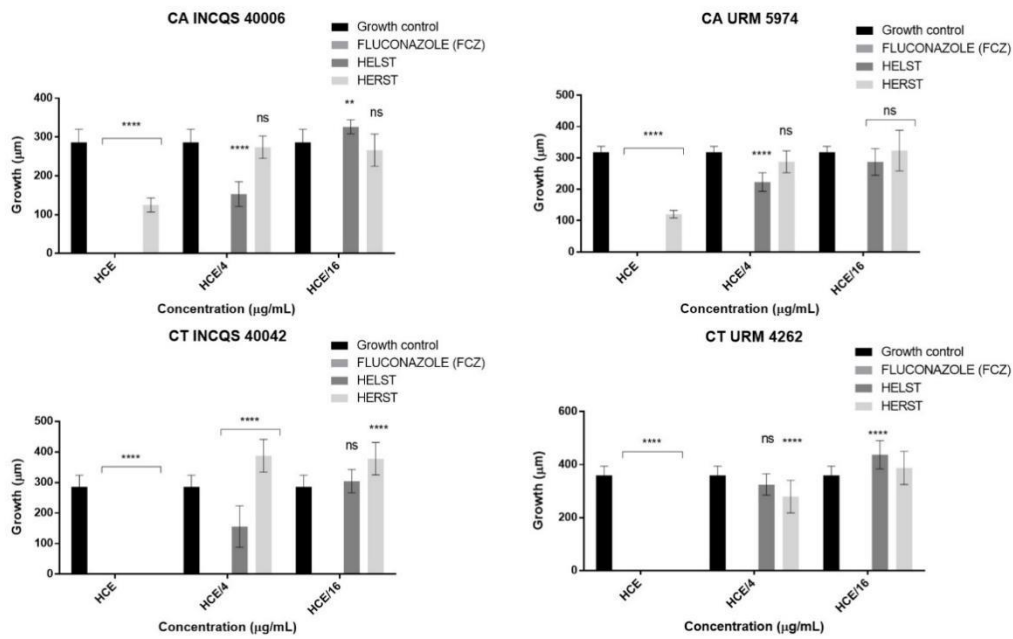 CA INCQS 40006
Growth control
FLUCONAZOLE (FCZ)
HELST
HERST
Growth (µm)
400
300
200
100
0
****
****
ns
**
ns
HCE
HCE/4
HCE/16
Concentration (µg/mL)
CA URM 5974
Growth control
FLUCONAZOLE (FCZ)
HELST
HERST
Growth (µm)
500
400
300
200
100
0
****
****
ns
ns
HCE
HCE/4
HCE/16
Concentration (µg/mL)
CT INCQS 40042
Growth control
FLUCONAZOLE (FCZ)
HELST
HERST
Growth (µm)
500
400
300
200
100
0
****
****
ns
****
HCE
HCE/4
HCE/16
Concentration (µg/mL)
CT URM 4262
Growth control
FLUCONAZOLE (FCZ)
HELST
HERST
Growth (µm)
600
400
200
0
****
ns
****
****
HCE
HCE/4
HCE/16
Concentration (µg/mL)